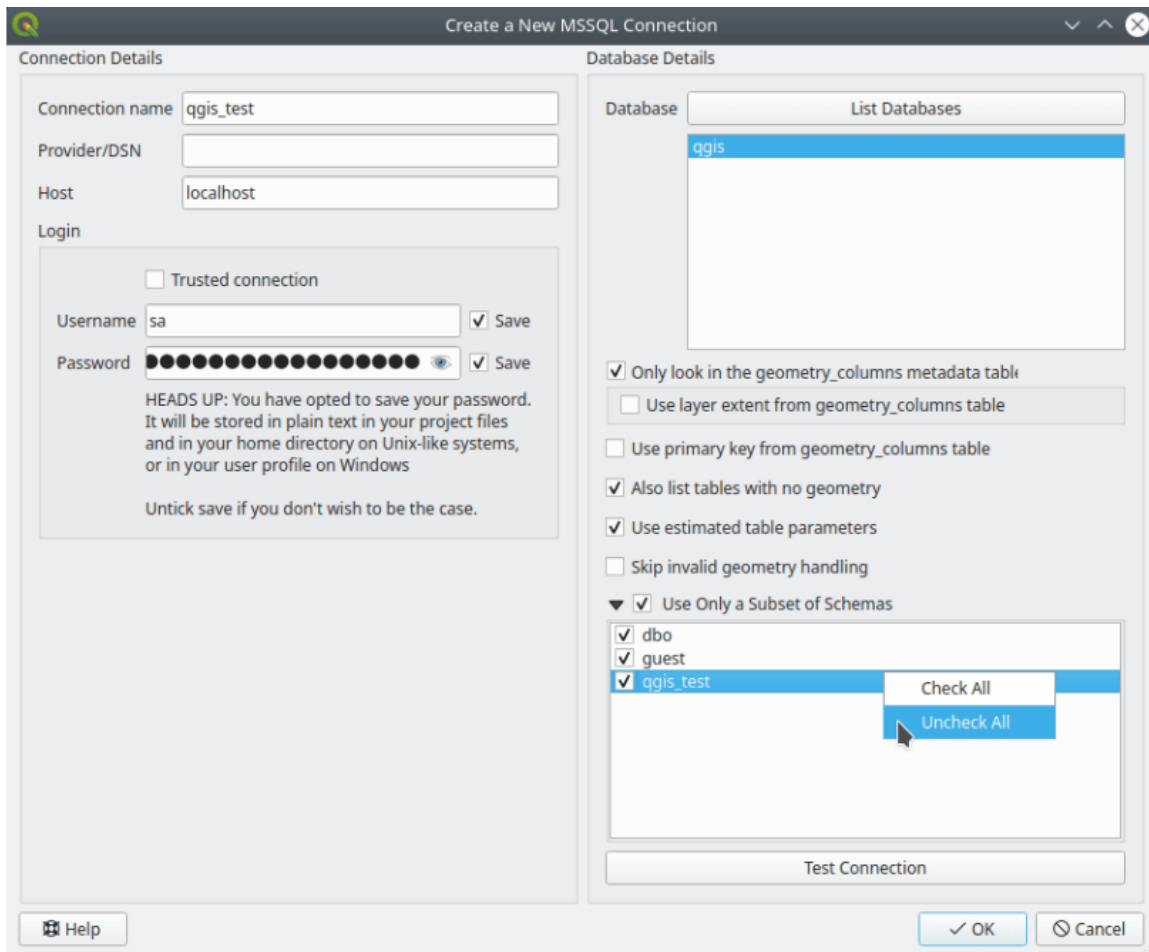 Create a New MSSQL Connection
Connection Details
Connection name qgis_test
Provider/DSN
Host localhost
Login
Trusted connection
Username sa Save
Password Save
HEADS UP: You have opted to save your password.
It will be stored in plain text in your project files
and in your home directory on Unix-like systems,
or in your user profile on Windows
Untick save if you don't wish to be the case.
Database Details
Database List Databases
qgis
Only look in the geometry_columns metadata table
Use layer extent from geometry_columns table
Use primary key from geometry_columns table
Also list tables with no geometry
Use estimated table parameters
Skip invalid geometry handling
Use Only a Subset of Schemas
dbo
guest
qgis_test
Check All
Uncheck All
Test Connection
Help
OK
Cancel